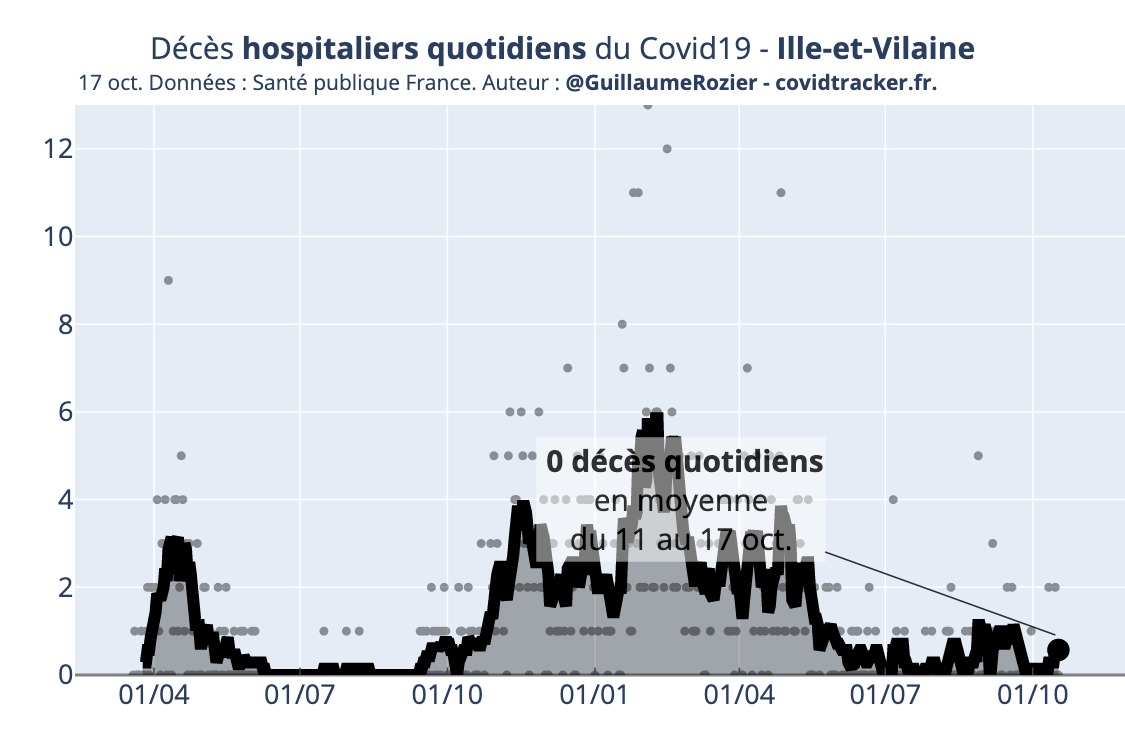 Décès hospitaliers quotidiens du Covid19 - Ille-et-Vilaine
17 oct. Données : Santé publique France. Auteur : @GuillaumeRozier - covidtracker.fr.
12
10
8
6
4
2
0
0 décès quotidiens
en moyenne
du 11 au 17 oct.
01/04 01/07 01/10 01/01 01/04 01/07 01/10